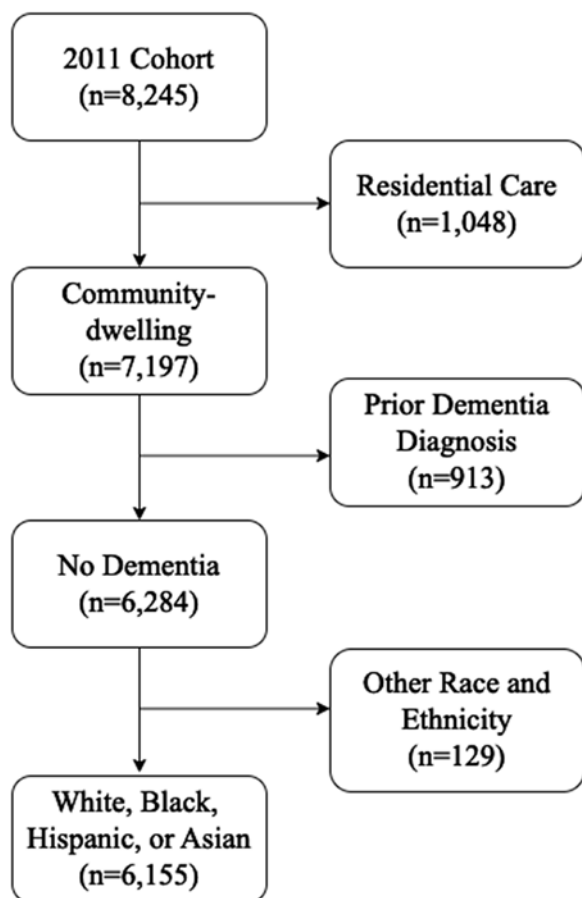 2011 Cohort
(n=8,245)
Residential Care
(n=1,048)
Community-
dwelling
(n=7,197)
Prior Dementia
Diagnosis
(n=913)
No Dementia
(n=6,284)
Other Race and
Ethnicity
(n=129)
White, Black,
Hispanic, or Asian
(n=6,155)